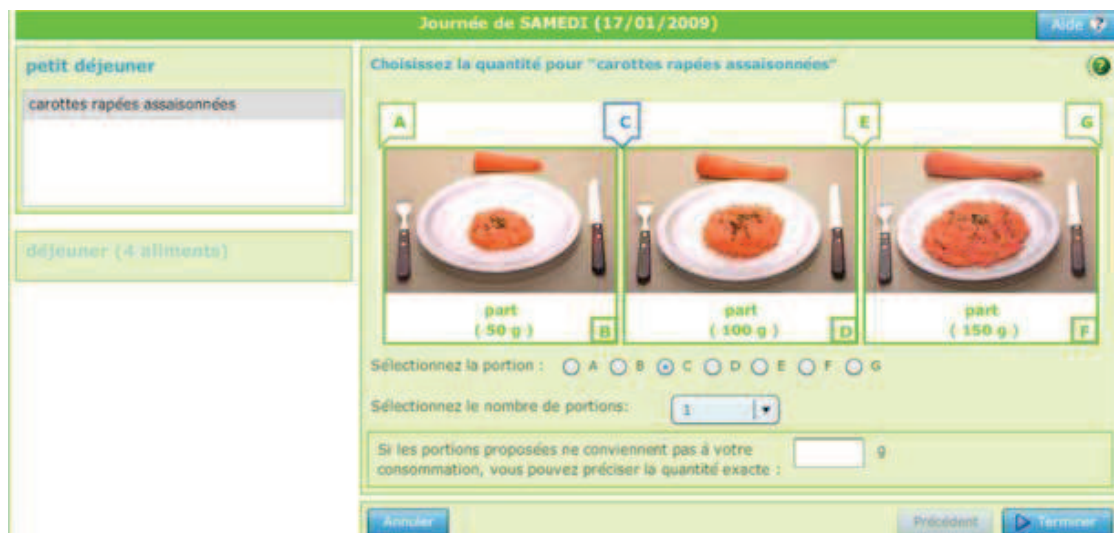 Journée de SAMEDI (17/01/2009)
Aide
petit déjeuner
carottes rapées assaisonnées
déjeuner (4 aliments)
Choisissez la quantité pour "carottes rapées assaisonnées"
A C E G
part part part
( 50 g ) B ( 100 g ) D ( 150 g ) F
Sélectionnez la portion : A B C D E F G
Sélectionnez le nombre de portions: 1
Si les portions proposées ne conviennent pas á votre g
consommation, vous pouvez préciser la quantité exacte :
Annuler Précédent Terminer